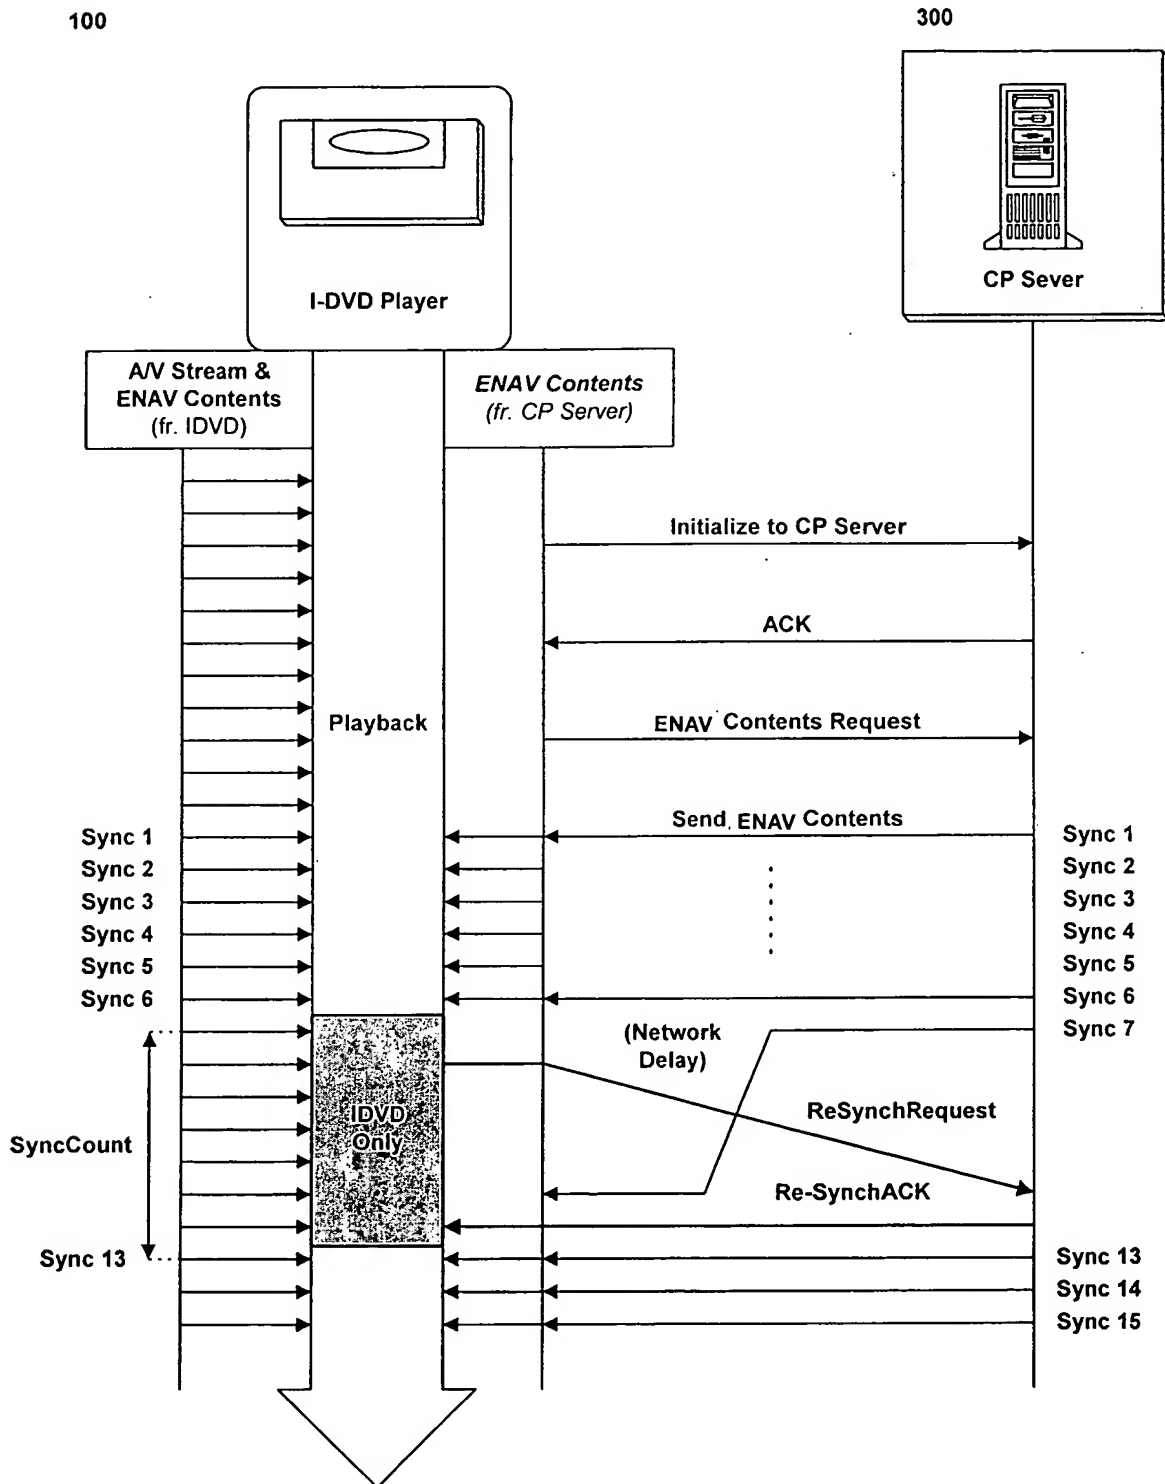 100
300
I-DVD Player
CP Sever
A/V Stream &
ENAV Contents
(fr. IDVD)
ENAV Contents
(fr. CP Server)
Initialize to CP Server
ACK
Playback
ENAV Contents Request
Send ENAV Contents
Sync 1
Sync 1
Sync 2
Sync 2
Sync 3
Sync 3
Sync 4
Sync 4
Sync 5
Sync 5
Sync 6
Sync 6
(Network
Delay)
Sync 7
IDVD
Only
ReSynchRequest
SyncCount
Re-SynchACK
Sync 13
Sync 13
Sync 14
Sync 15